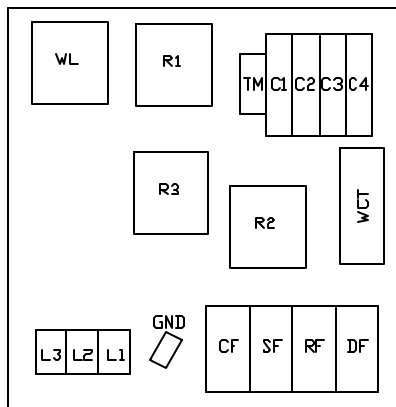 WL
R1
TM C1 C2 C3 C4
R3
WCT
R2
GND
L3 L2 L1
CF SF RF DF